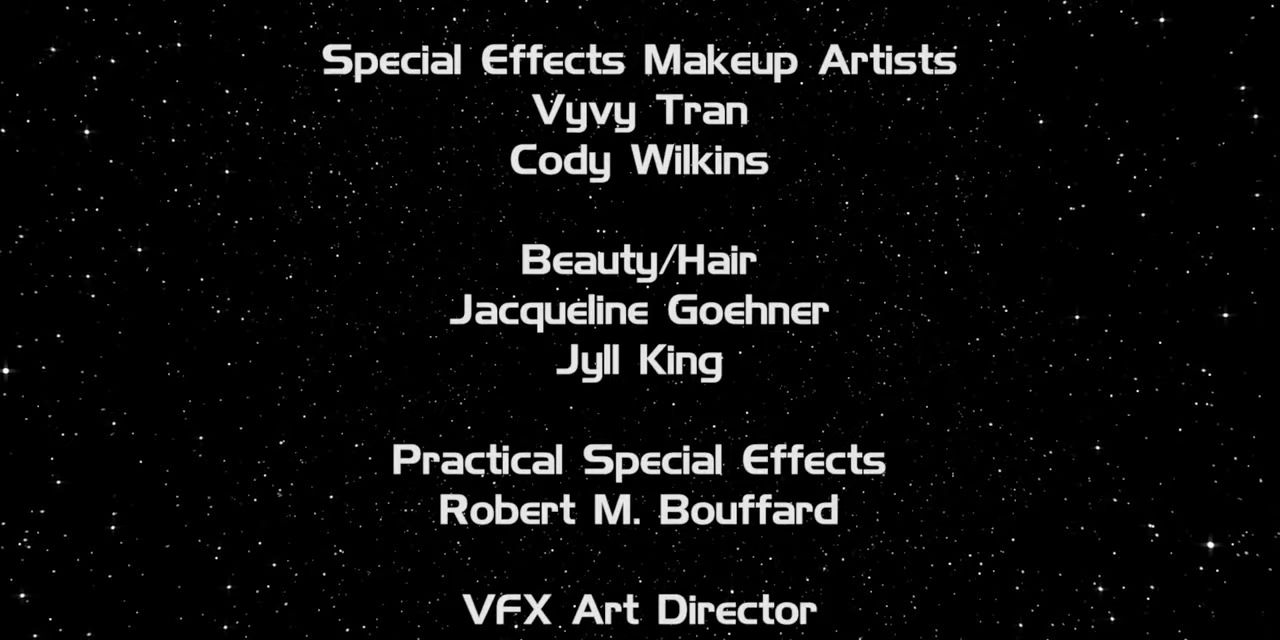 Special Effects Makeup Artists
Vyvy Tran
Cody Wilkins
Beauty/Hair
Jacqueline Goehner
Jyll King
Practical Special Effects
Robert M. Bouffard
VFX Art Director